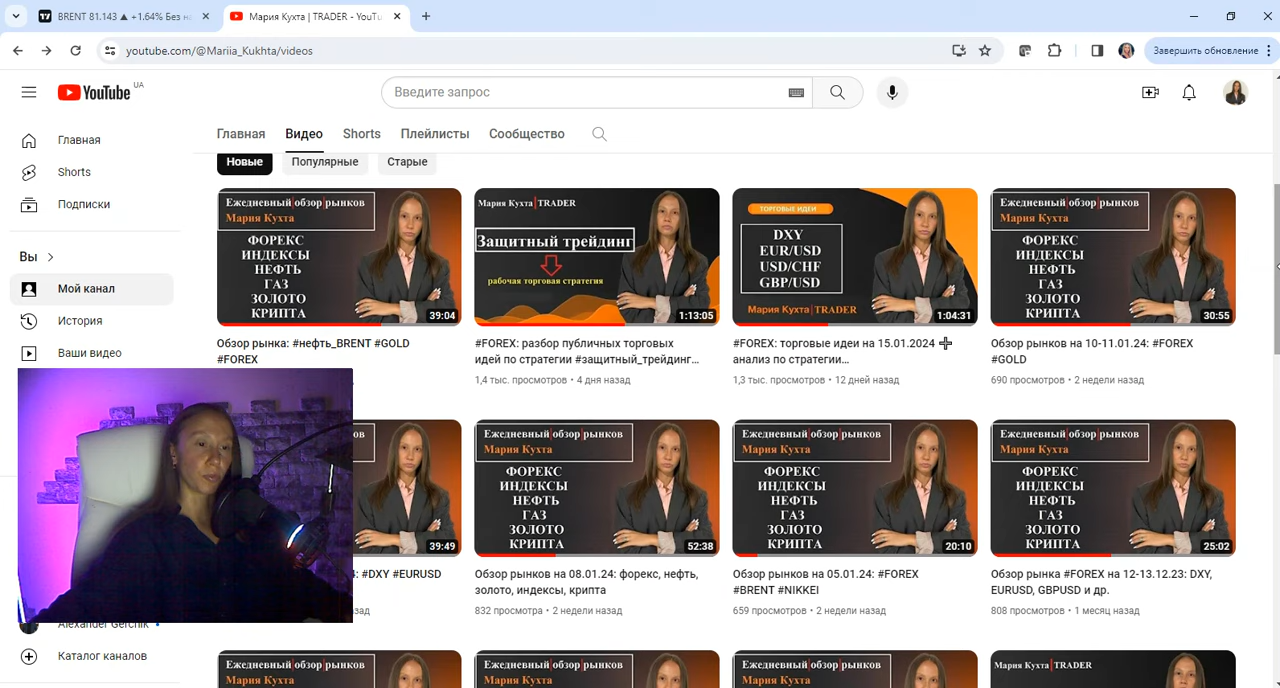 BRENT 81.143 ▲ +1.64% Без н
Мария Кухта | TRADER - YouTu
youtube.com/@Mariia_Kukhta/videos
Завершить обновление
YouTube UA
Введите запрос
Главная
Видео
Shorts
Плейлисты
Сообщество
Новые
Популярные
Старые
Главная
Shorts
Подписки
Вы
Мой канал
История
Ваши видео
Alexander Gerchik
Каталог каналов
Ежедневный обзор рынков
Мария Кухта
ФОРЕКС
ИНДЕКСЫ
НЕФТЬ
ГАЗ
ЗОЛОТО
КРИПТА
39:04
Обзор рынка: #нефть_BRENT #GOLD
#FOREX
Мария Кухта TRADER
Защитный трейдинг
рабочая торговая стратегия
1:13:05
#FOREX: разбор публичных торговых
идей по стратегии #защитный_трейдинг…
1,4 тыс. просмотров • 4 дня назад
ТОРГОВЫЕ ИДЕИ
DXY
EUR/USD
USD/CHF
GBP/USD
Мария Кухта|TRADER
1:04:31
#FOREX: торговые идеи на 15.01.2024
анализ по стратегии…
1,3 тыс. просмотров • 12 дней назад
Ежедневный обзор рынков
Мария Кухта
ФОРЕКС
ИНДЕКСЫ
НЕФТЬ
ГАЗ
ЗОЛОТО
КРИПТА
30:55
Обзор рынков на 10-11.01.24: #FOREX
#GOLD
690 просмотров • 2 недели назад
39:49
4: #DXY #EURUSD
зад
Ежедневный обзор рынков
Мария Кухта
ФОРЕКС
ИНДЕКСЫ
НЕФТЬ
ГАЗ
ЗОЛОТО
КРИПТА
52:38
Обзор рынков на 08.01.24: форекс, нефть,
золото, индексы, крипта
832 просмотра • 2 недели назад
Ежедневный обзор рынков
Мария Кухта
ФОРЕКС
ИНДЕКСЫ
НЕФТЬ
ГАЗ
ЗОЛОТО
КРИПТА
20:10
Обзор рынков на 05.01.24: #FOREX
#BRENT #NIKKEI
659 просмотров • 2 недели назад
Ежедневный обзор рынков
Мария Кухта
ФОРЕКС
ИНДЕКСЫ
НЕФТЬ
ГАЗ
ЗОЛОТО
КРИПТА
25:02
Обзор рынка #FOREX на 12-13.12.23: DXY,
EURUSD, GBPUSD и др.
808 просмотров • 1 месяц назад
Ежедневный обзор рынков
Мария Кухта
Ежедневный обзор рынков
Мария Кухта
Ежедневный обзор рынков
Мария Кухта
Мария Кухта TRADER